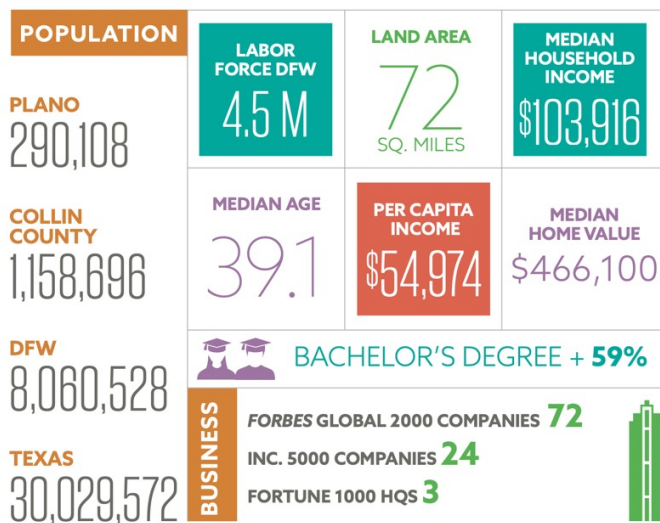 POPULATION
PLANO
290,108
COLLIN
COUNTY
1,158,696
DFW
8,060,528
TEXAS
30,029,572
LABOR
FORCE DFW
4.5 M
LAND AREA
72
SQ. MILES
MEDIAN
HOUSEHOLD
INCOME
$103,916
MEDIAN AGE
39.1
PER CAPITA
INCOME
$54,974
MEDIAN
HOME VALUE
$466,100
BACHELOR'S DEGREE + 59%
BUSINESS
FORBES GLOBAL 2000 COMPANIES 72
INC. 5000 COMPANIES 24
FORTUNE 1000 HQS 3